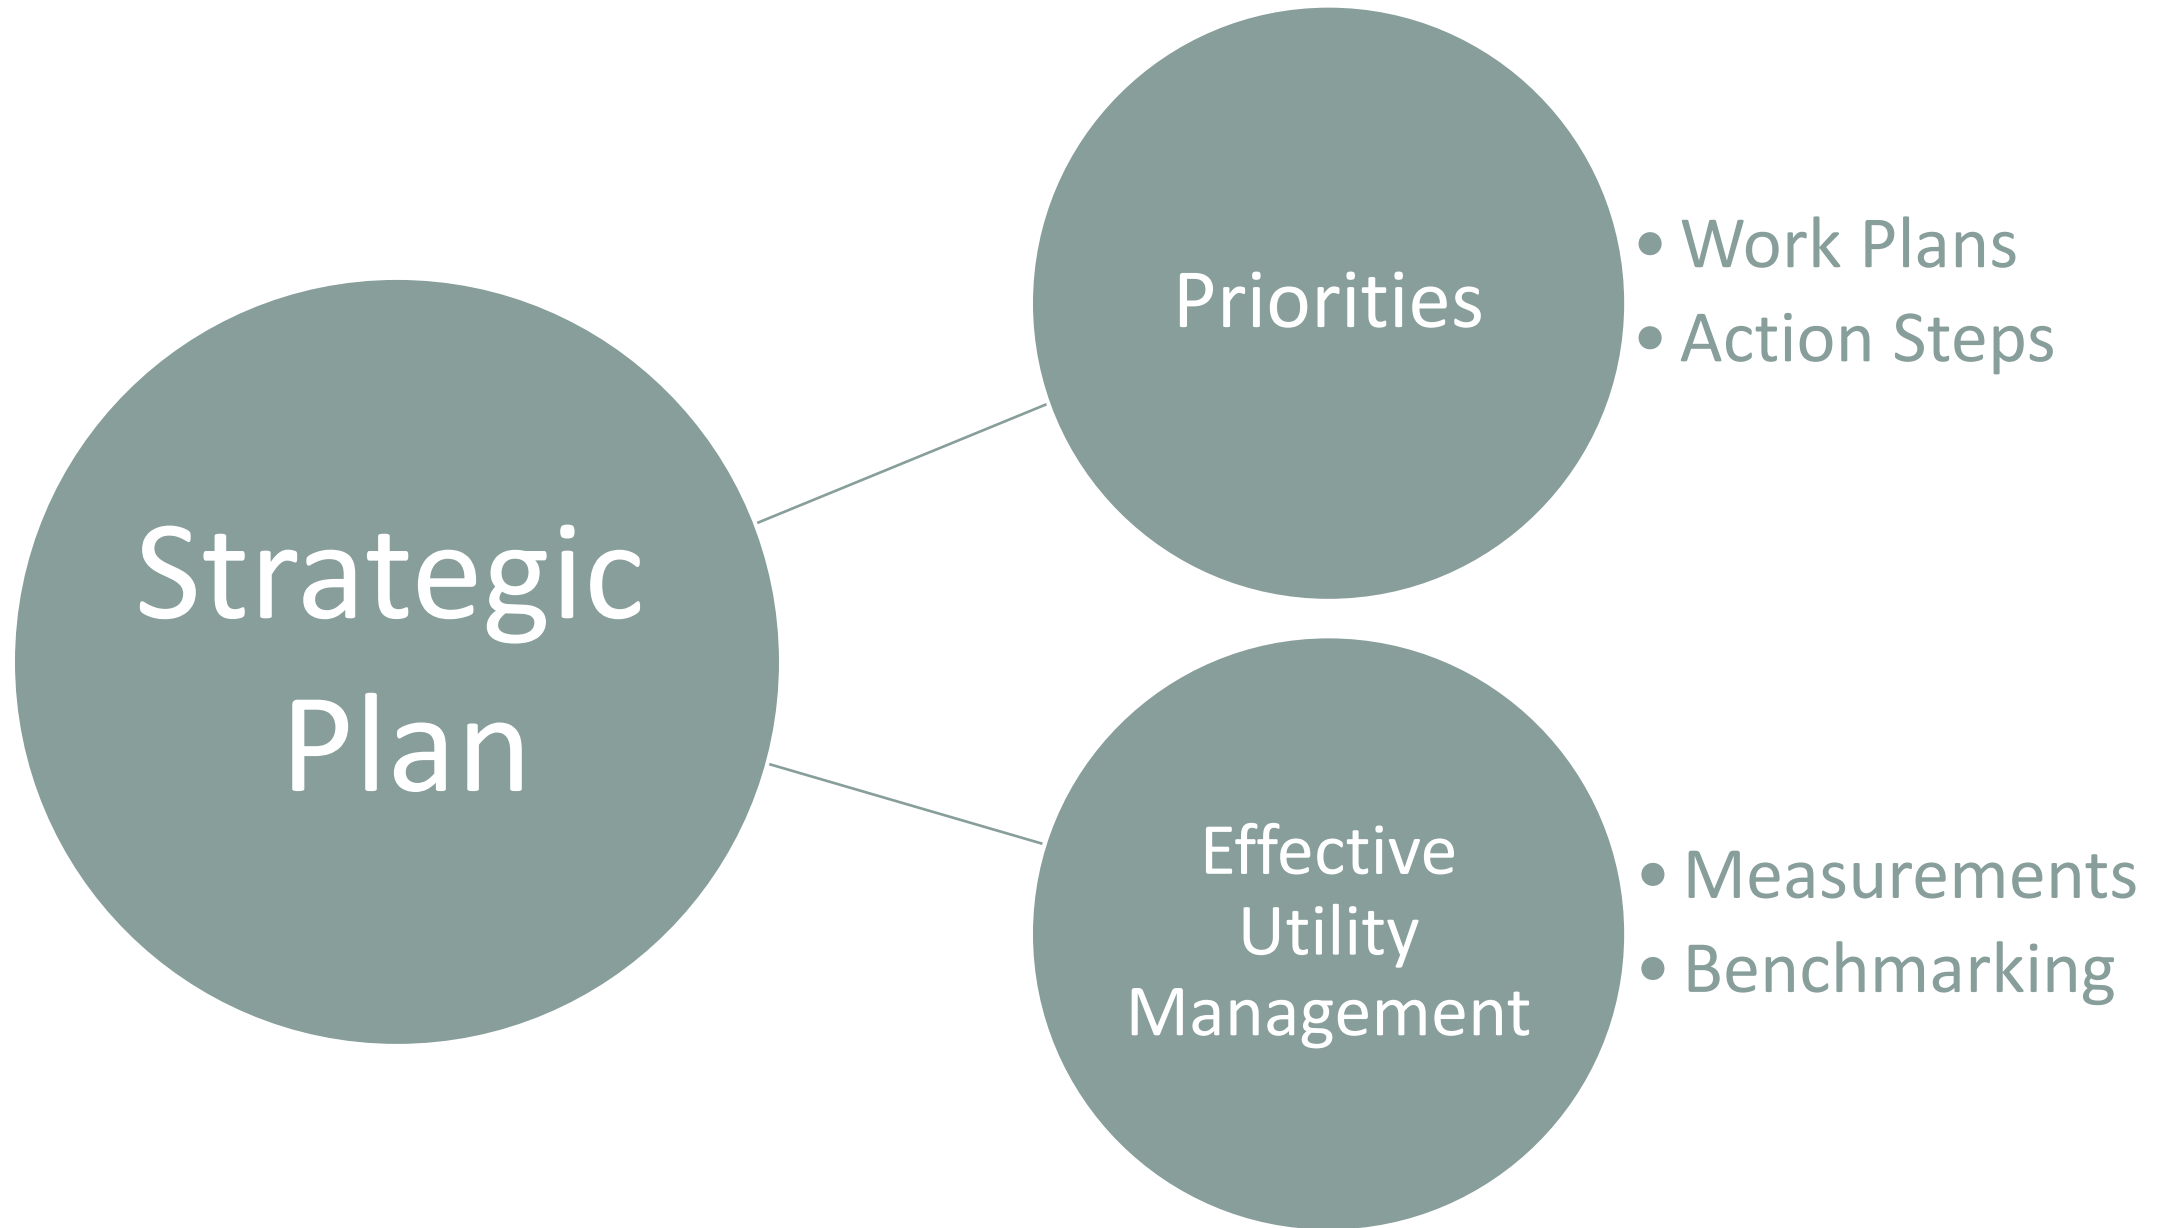 Strategic
Plan
Priorities
• Work Plans
• Action Steps
Effective
Utility
Management
• Measurements
• Benchmarking